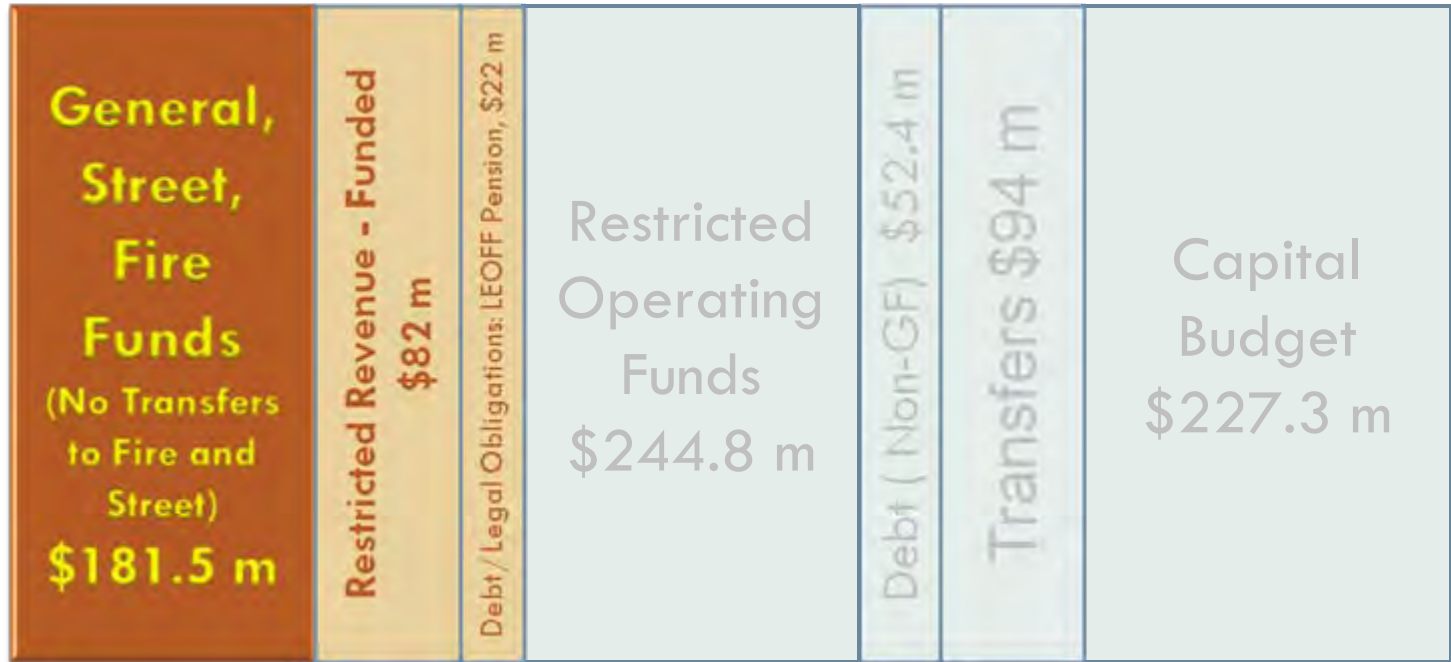 General,
Street,
Fire
Funds
(No Transfers
to Fire and
Street)
$181.5 m
Restricted Revenue - Funded
$82 m
Debt/Legal Obligations: LEOFF Pension, $22 m
Restricted
Operating
Funds
$244.8 m
Debt ( Non-GF) $52.4 m
Transfers $94 m
Capital
Budget
$227.3 m